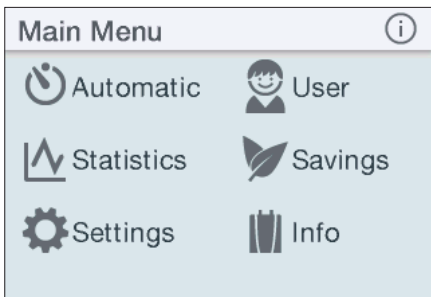 Main Menu
Automatic User
Statistics Savings
Settings Info